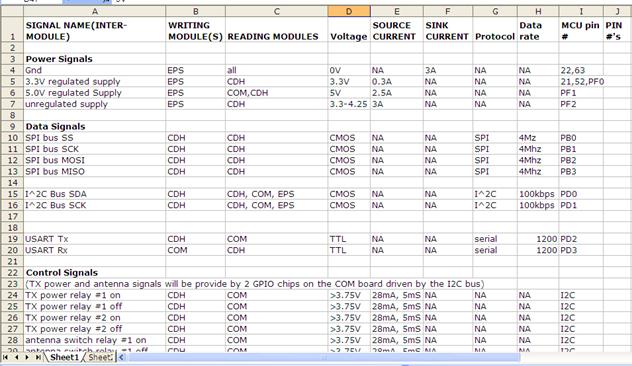 A B C D E F G H I J
1 SIGNAL NAME(INTER-MODULE) WRITING MODULE(S) READING MODULES Voltage SOURCE CURRENT SINK CURRENT Protocol Data rate MCU pin # PIN #'s
2
3 Power Signals
4 Gnd EPS all 0V NA 3A NA NA 22,63
5 3.3V regulated supply EPS CDH 3.3V 0.3A NA NA NA 21,52,PF0
6 5.0V regulated Supply EPS COM,CDH 5V 2.5A NA NA NA PF1
7 unregulated supply EPS CDH 3.3-4.25 3A NA NA NA PF2
8
9 Data Signals
10 SPI bus SS CDH CDH CMOS NA NA SPI 4Mz PB0
11 SPI bus SCK CDH CDH CMOS NA NA SPI 4Mhz PB1
12 SPI bus MOSI CDH CDH CMOS NA NA SPI 4Mhz PB2
13 SPI bus MISO CDH CDH CMOS NA NA SPI 4Mhz PB3
14
15 I^2C Bus SDA CDH CDH, COM, EPS CMOS NA NA I^2C 100kbps PD0
16 I^2C Bus SCK CDH CDH, COM, EPS CMOS NA NA I^2C 100kbps PD1
17
18
19 USART Tx CDH COM TTL NA NA serial 1200 PD2
20 USART Rx COM CDH TTL NA NA serial 1200 PD3
21
22 Control Signals
23 (TX power and antenna signals will be provide by 2 GPIO chips on the COM board driven by the I2C bus)
24 TX power relay #1 on CDH COM >3.75V 28mA, 5mS NA NA NA I2C
25 TX power relay #1 off CDH COM >3.75V 28mA, 5mS NA NA NA I2C
26 TX power relay #2 on CDH COM >3.75V 28mA, 5mS NA NA NA I2C
27 TX power relay #2 off CDH COM >3.75V 28mA, 5mS NA NA NA I2C
28 antenna switch relay #1 on CDH COM >3.75V 28mA, 5mS NA NA NA I2C
29 antenna switch relay #1 off CDH COM >3.75V 28mA, 5mS NA NA NA I2C
Sheet1 Sheet